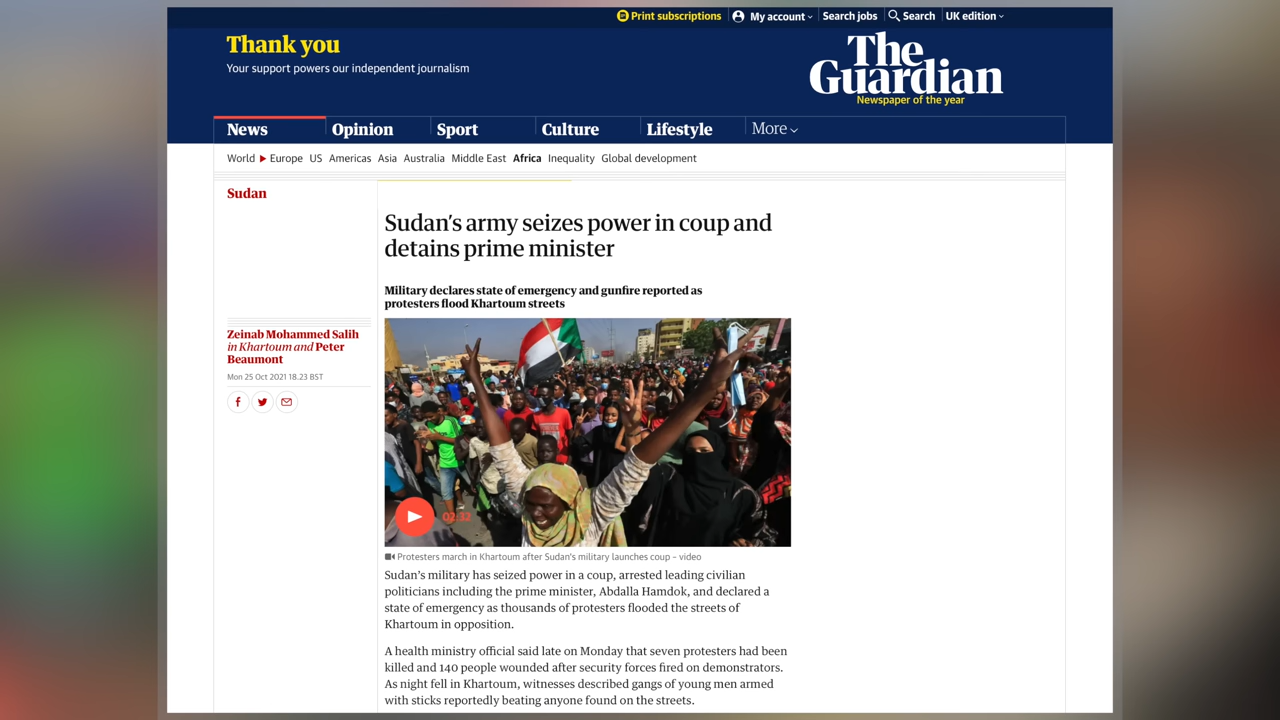 Print subscriptions
My account
Search jobs
Search
UK edition
Thank you
Your support powers our independent journalism
The
Guardian
Newspaper of the year
News
Opinion
Sport
Culture
Lifestyle
More
World
Europe
US
Americas
Asia
Australia
Middle East
Africa
Inequality
Global development
Sudan
Sudan’s army seizes power in coup and
detains prime minister
Military declares state of emergency and gunfire reported as
protesters flood Khartoum streets
Zeinab Mohammed Salih
in Khartoum and Peter
Beaumont
Mon 25 Oct 2021 18.23 BST
02:32
Protesters march in Khartoum after Sudan’s military launches coup – video
Sudan’s military has seized power in a coup, arrested leading civilian
politicians including the prime minister, Abdalla Hamdok, and declared a
state of emergency as thousands of protesters flooded the streets of
Khartoum in opposition.
A health ministry official said late on Monday that seven protesters had been
killed and 140 people wounded after security forces fired on demonstrators.
As night fell in Khartoum, witnesses described gangs of young men armed
with sticks reportedly beating anyone found on the streets.